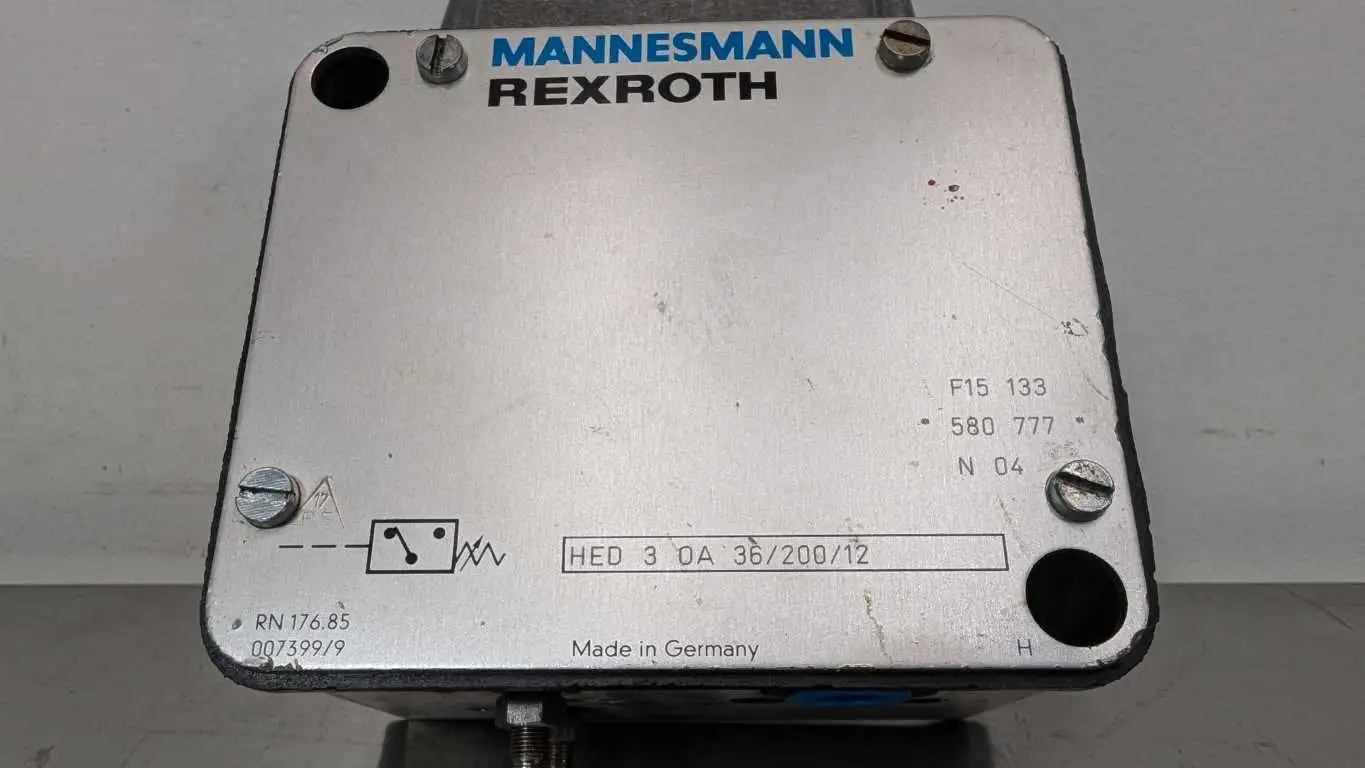 MANNESMANN
REXROTH
F15 133
580 777
N 04
HED 3 OA 36/200/12
RN 176.85
007399/9
Made in Germany
H